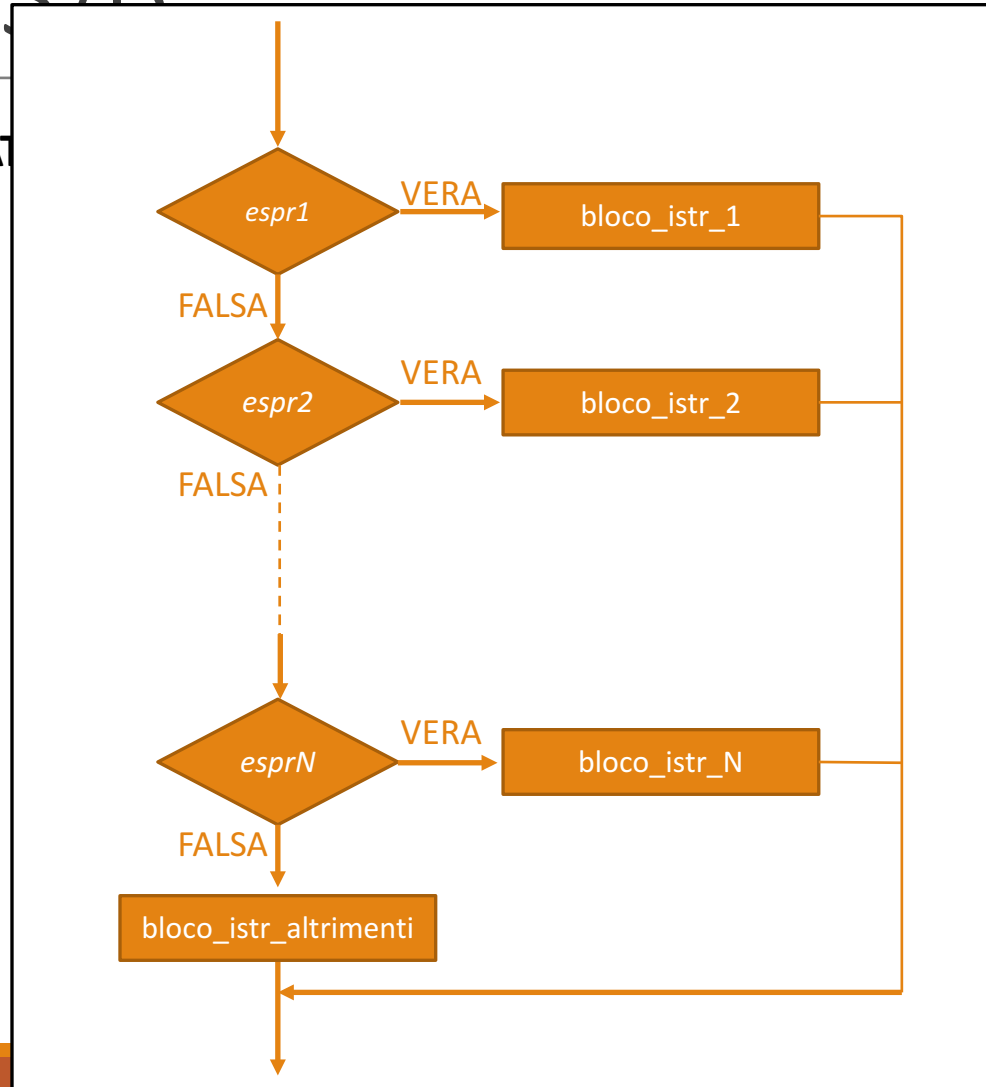 VERA
espr1
bloco_istr_1
FALSA
VERA
espr2
bloco_istr_2
FALSA
VERA
esprN
bloco_istr_N
FALSA
bloco_istr_altrimenti